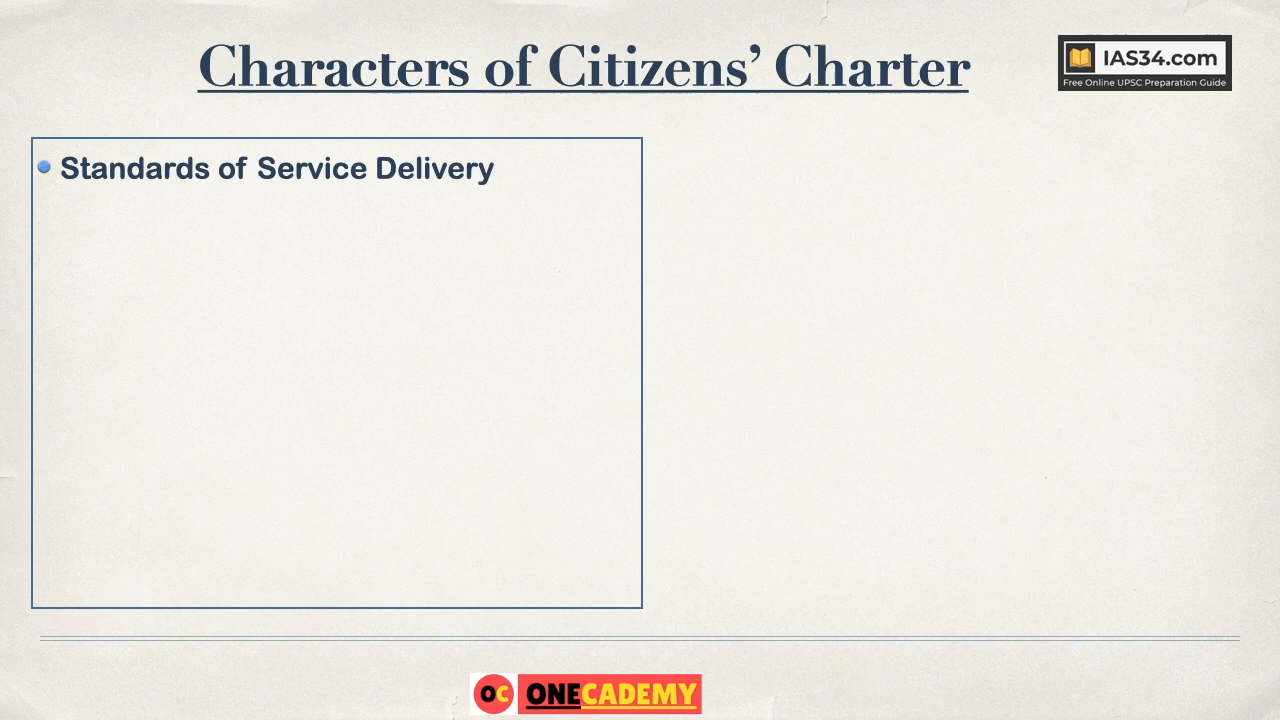 Characters of Citizens’ Charter
IAS34.com
Free Online UPSC Preparation Guide
Standards of Service Delivery
OC ONECADEMY